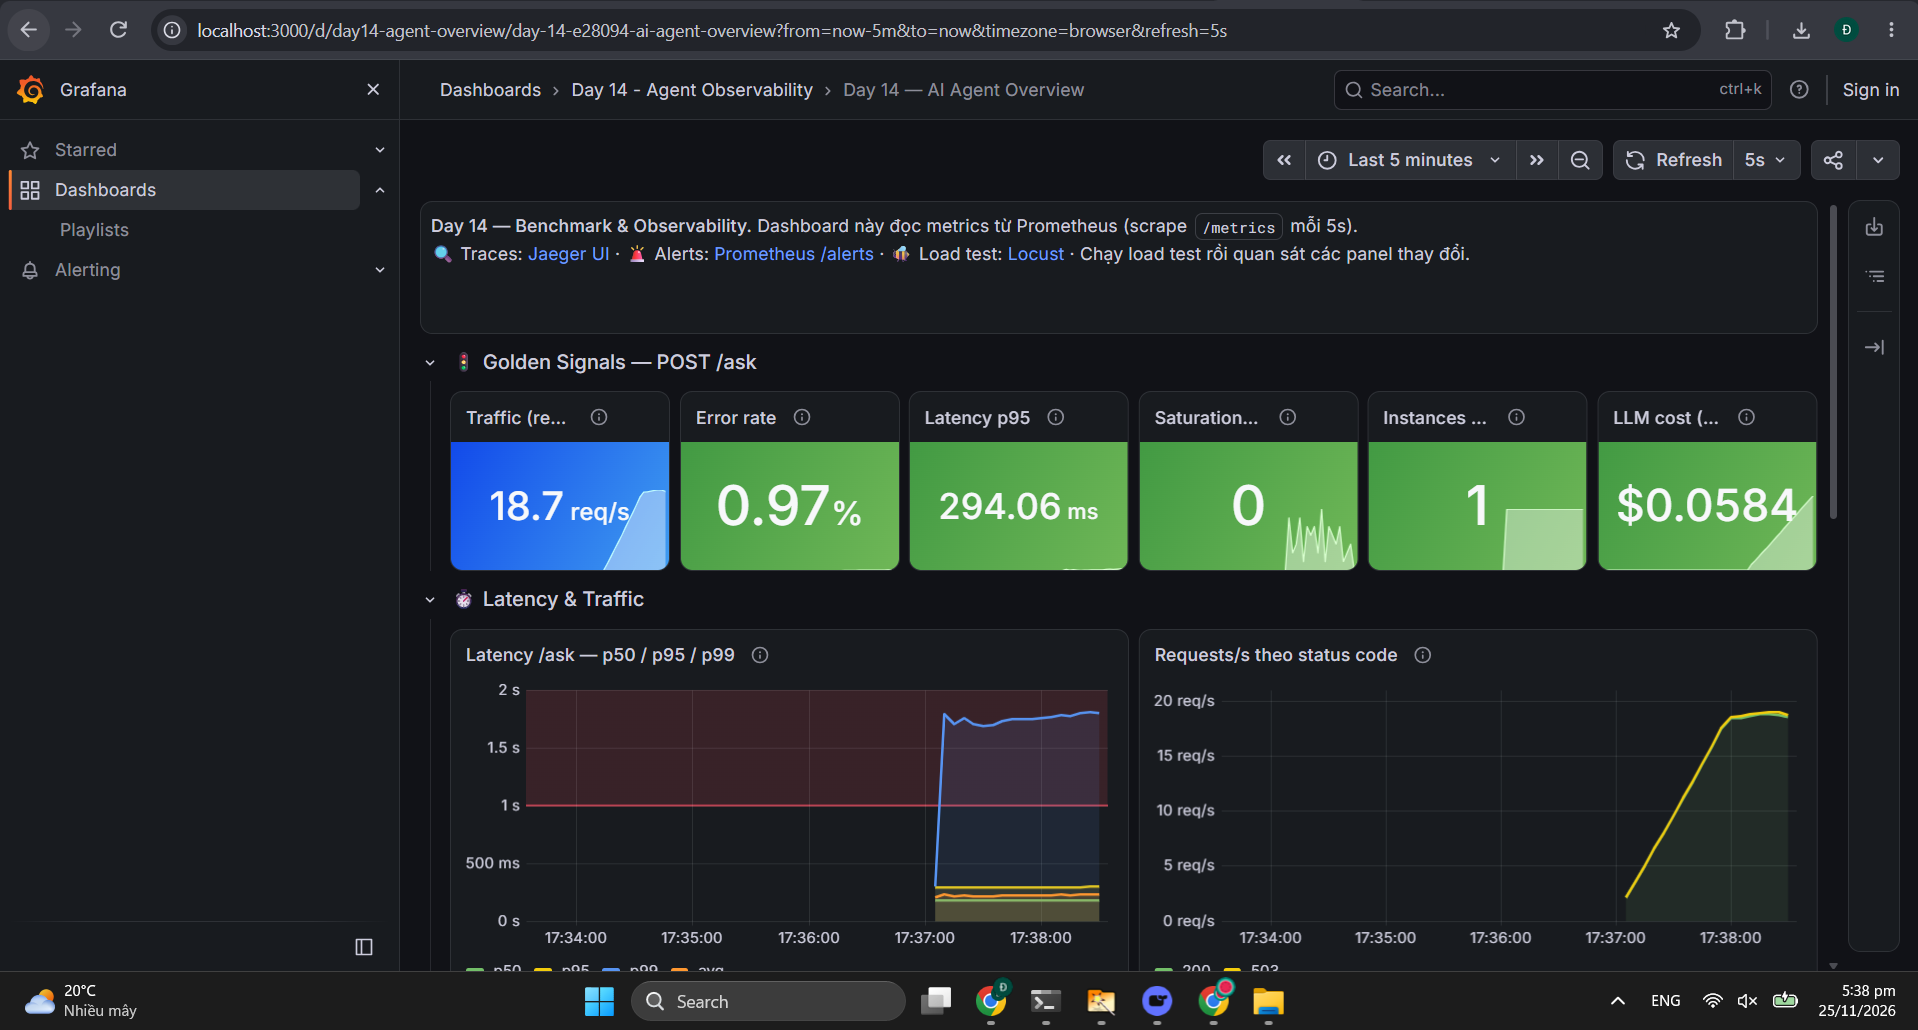 localhost:3000/d/day14-agent-overview/day-14-e28094-ai-agent-overview?from=now-5m&to=now&timezone=browser&refresh=5s
Đ
Grafana
Dashboards › Day 14 - Agent Observability › Day 14 — AI Agent Overview
Search... ctrl+k
Sign in
Starred
Dashboards
Playlists
Alerting
Last 5 minutes
Refresh 5s
Day 14 — Benchmark & Observability. Dashboard này đọc metrics từ Prometheus (scrape /metrics mỗi 5s).
🔍 Traces: Jaeger UI · 🚨 Alerts: Prometheus /alerts · 🐝 Load test: Locust · Chạy load test rồi quan sát các panel thay đổi.
🚦 Golden Signals — POST /ask
Traffic (re...
18.7 req/s
Error rate
0.97%
Latency p95
294.06 ms
Saturation...
0
Instances ...
1
LLM cost (...
$0.0584
⏱ Latency & Traffic
Latency /ask — p50 / p95 / p99
2 s
1.5 s
1 s
500 ms
0 s
17:34:00 17:35:00 17:36:00 17:37:00 17:38:00
p50 p95 p99 avg
Requests/s theo status code
20 req/s
15 req/s
10 req/s
5 req/s
0 req/s
17:34:00 17:35:00 17:36:00 17:37:00 17:38:00
200 503
20°C
Nhiều mây
Search
Đ
ENG
5:38 pm
25/11/2026